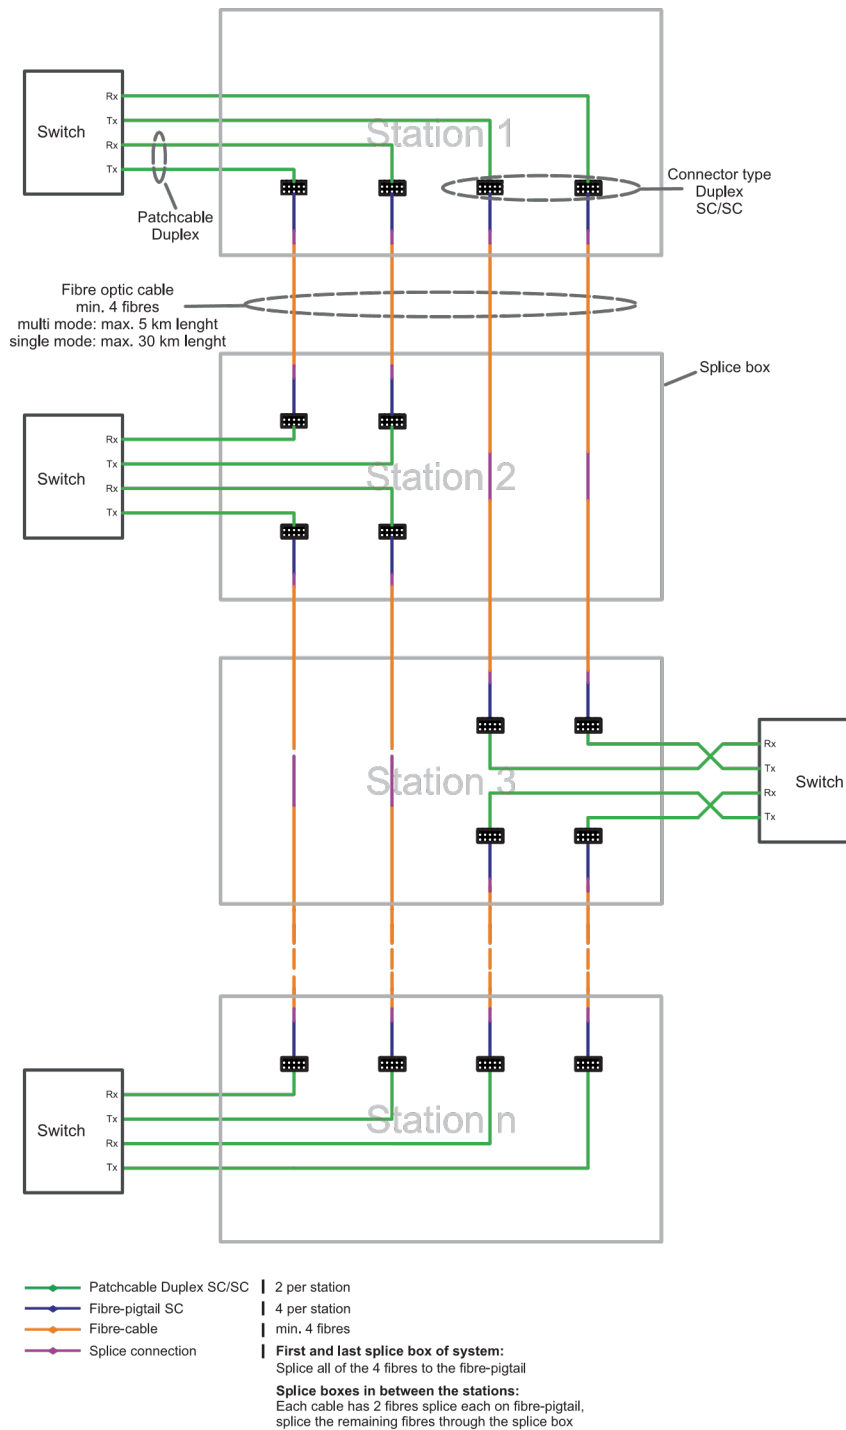 Station 1
Switch
Rx
Tx
Rx
Tx
Patchcable
Duplex
Connector type
Duplex
SC/SC
Fibre optic cable
min. 4 fibres
multi mode: max. 5 km lenght
single mode: max. 30 km lenght
Splice box
Station 2
Switch
Rx
Tx
Rx
Tx
Station 3
Rx
Tx
Rx
Tx
Switch
Station n
Switch
Rx
Tx
Rx
Tx
Patchcable Duplex SC/SC 2 per station
Fibre-pigtail SC 4 per station
Fibre-cable min. 4 fibres
Splice connection First and last splice box of system:
Splice all of the 4 fibres to the fibre-pigtail
Splice boxes in between the stations:
Each cable has 2 fibres splice each on fibre-pigtail,
splice the remaining fibres through the splice box